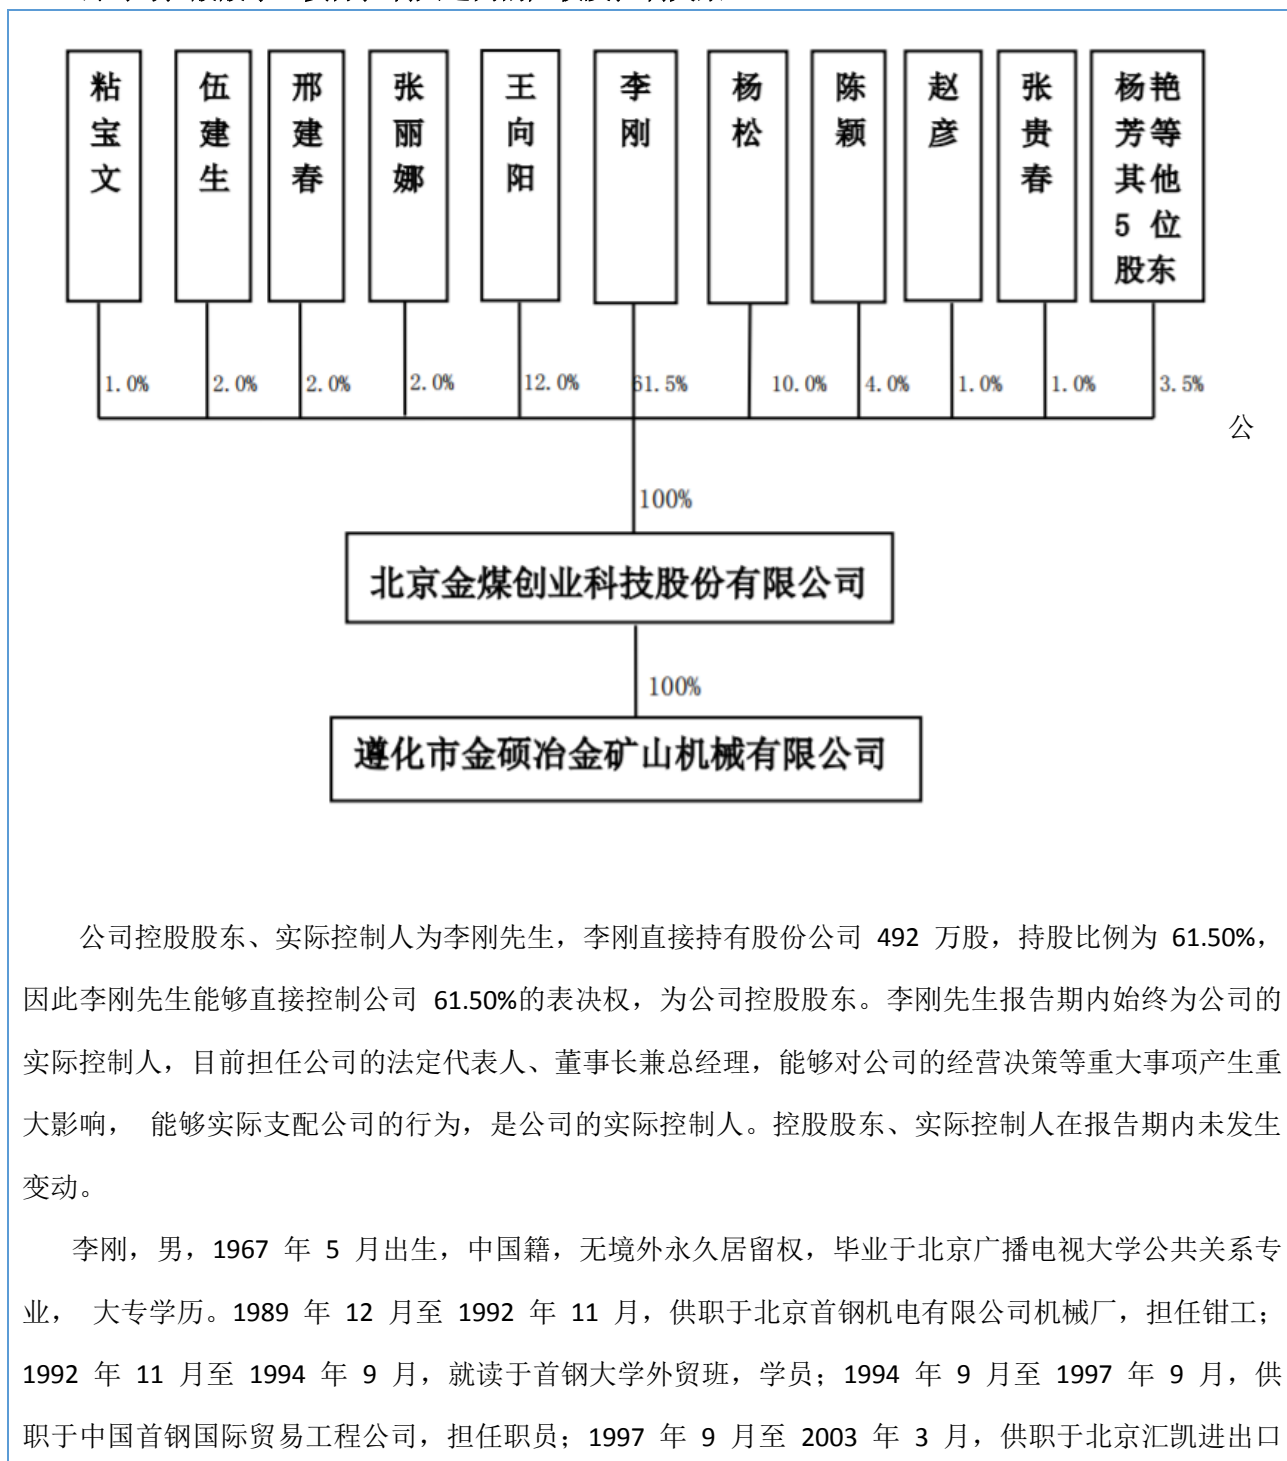 粘宝文
伍建生
邢建春
张丽娜
王向阳
李刚
杨松
陈颖
赵彦
张贵春
杨艳
芳等
其他
5 位
股东
1.0%
2.0%
2.0%
2.0%
12.0%
61.5%
10.0%
4.0%
1.0%
1.0%
3.5%
公
100%
北京金煤创业科技股份有限公司
100%
遵化市金硕冶金矿山机械有限公司
公司控股股东、实际控制人为李刚先生，李刚直接持有股份公司 492 万股，持股比例为 61.50%，
因此李刚先生能够直接控制公司 61.50%的表决权，为公司控股股东。李刚先生报告期内始终为公司的
实际控制人，目前担任公司的法定代表人、董事长兼总经理，能够对公司的经营决策等重大事项产生重
大影响， 能够实际支配公司的行为，是公司的实际控制人。控股股东、实际控制人在报告期内未发生
变动。
李刚，男，1967 年 5 月出生，中国籍，无境外永久居留权，毕业于北京广播电视大学公共关系专
业， 大专学历。1989 年 12 月至 1992 年 11 月，供职于北京首钢机电有限公司机械厂，担任钳工；
1992 年 11 月至 1994 年 9 月，就读于首钢大学外贸班，学员；1994 年 9 月至 1997 年 9 月，供
职于中国首钢国际贸易工程公司，担任职员；1997 年 9 月至 2003 年 3 月，供职于北京汇凯进出口